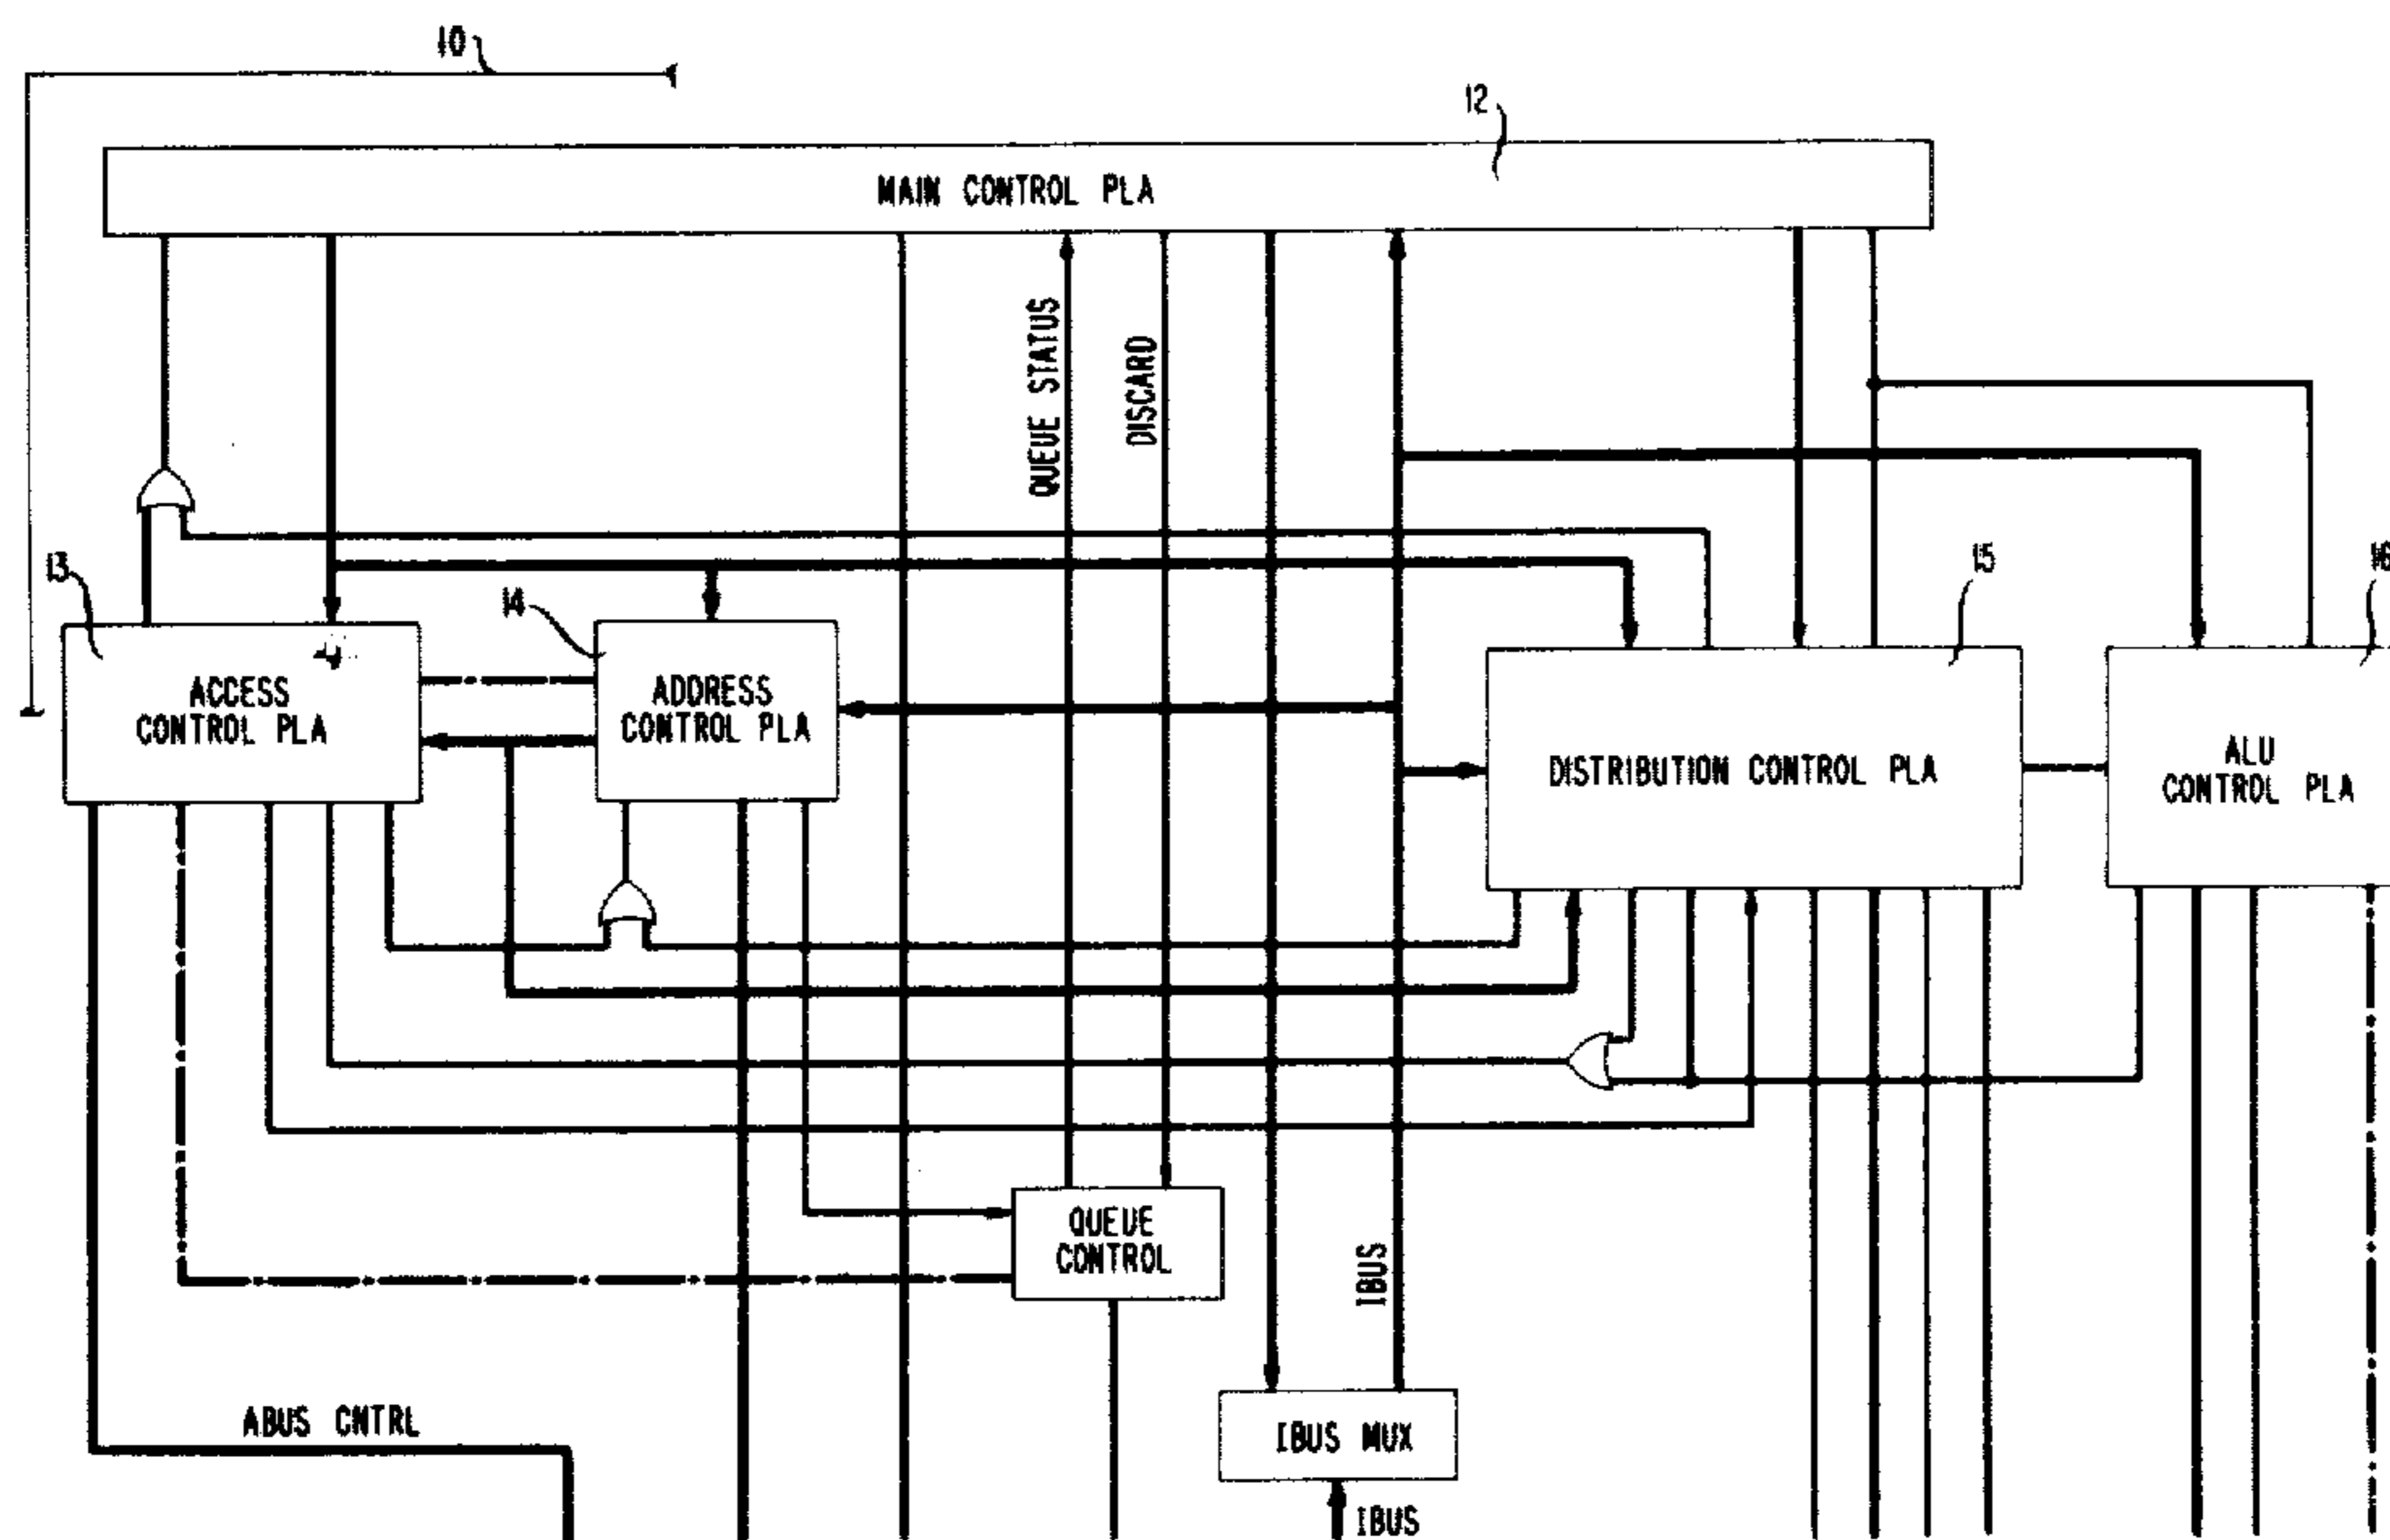 10
12
MAIN CONTROL PLA
QUEUE STATUS
DISCARD
13
14
15
16
ACCESS
CONTROL PLA
ADDRESS
CONTROL PLA
DISTRIBUTION CONTROL PLA
ALU
CONTROL PLA
QUEUE
CONTROL
IBUS
ABUS CNTRL
IBUS MUX
IBUS